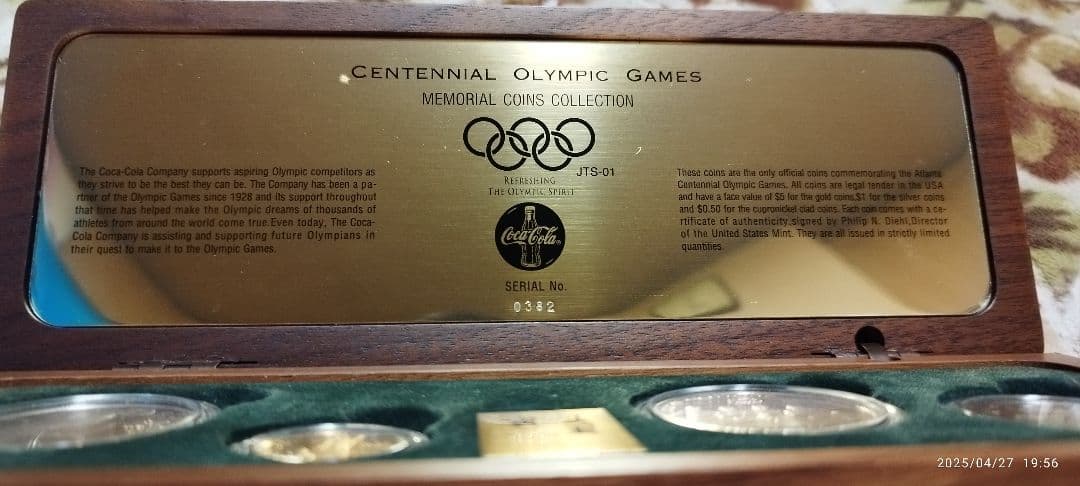 CENTENNIAL OLYMPIC GAMES
MEMORIAL COINS COLLECTION
JTS-01
REFRESHING
THE OLYMPIC SPIRIT
The Coca-Cola Company supports aspiring Olympic competitors as
they strive to be the best they can be. The Company has been a pa-
rtner of the Olympic Games since 1928 and its support throughout
that time has helped make the Olympic dreams of thousands of
athletes from around the world come true.Even today, The Coca-
Cola Company is assisting and supporting future Olympians in
their quest to make it to the Olympic Games.
Coca-Cola
SERIAL No.
0382
These coins are the only official coins commemorating the Atlanta
Centennial Olympic Games. All coins are legal tender in the USA
and have a face value of $5 for the gold coins,$1 for the silver coins
and $0.50 for the cupronickel clad coins. Each coin comes with a ce-
rtificate of authenticity signed by Philip N. Diehl,Director
of the United States Mint. They are all issued in strictly limited
quantities.
2025/04/27 19:56